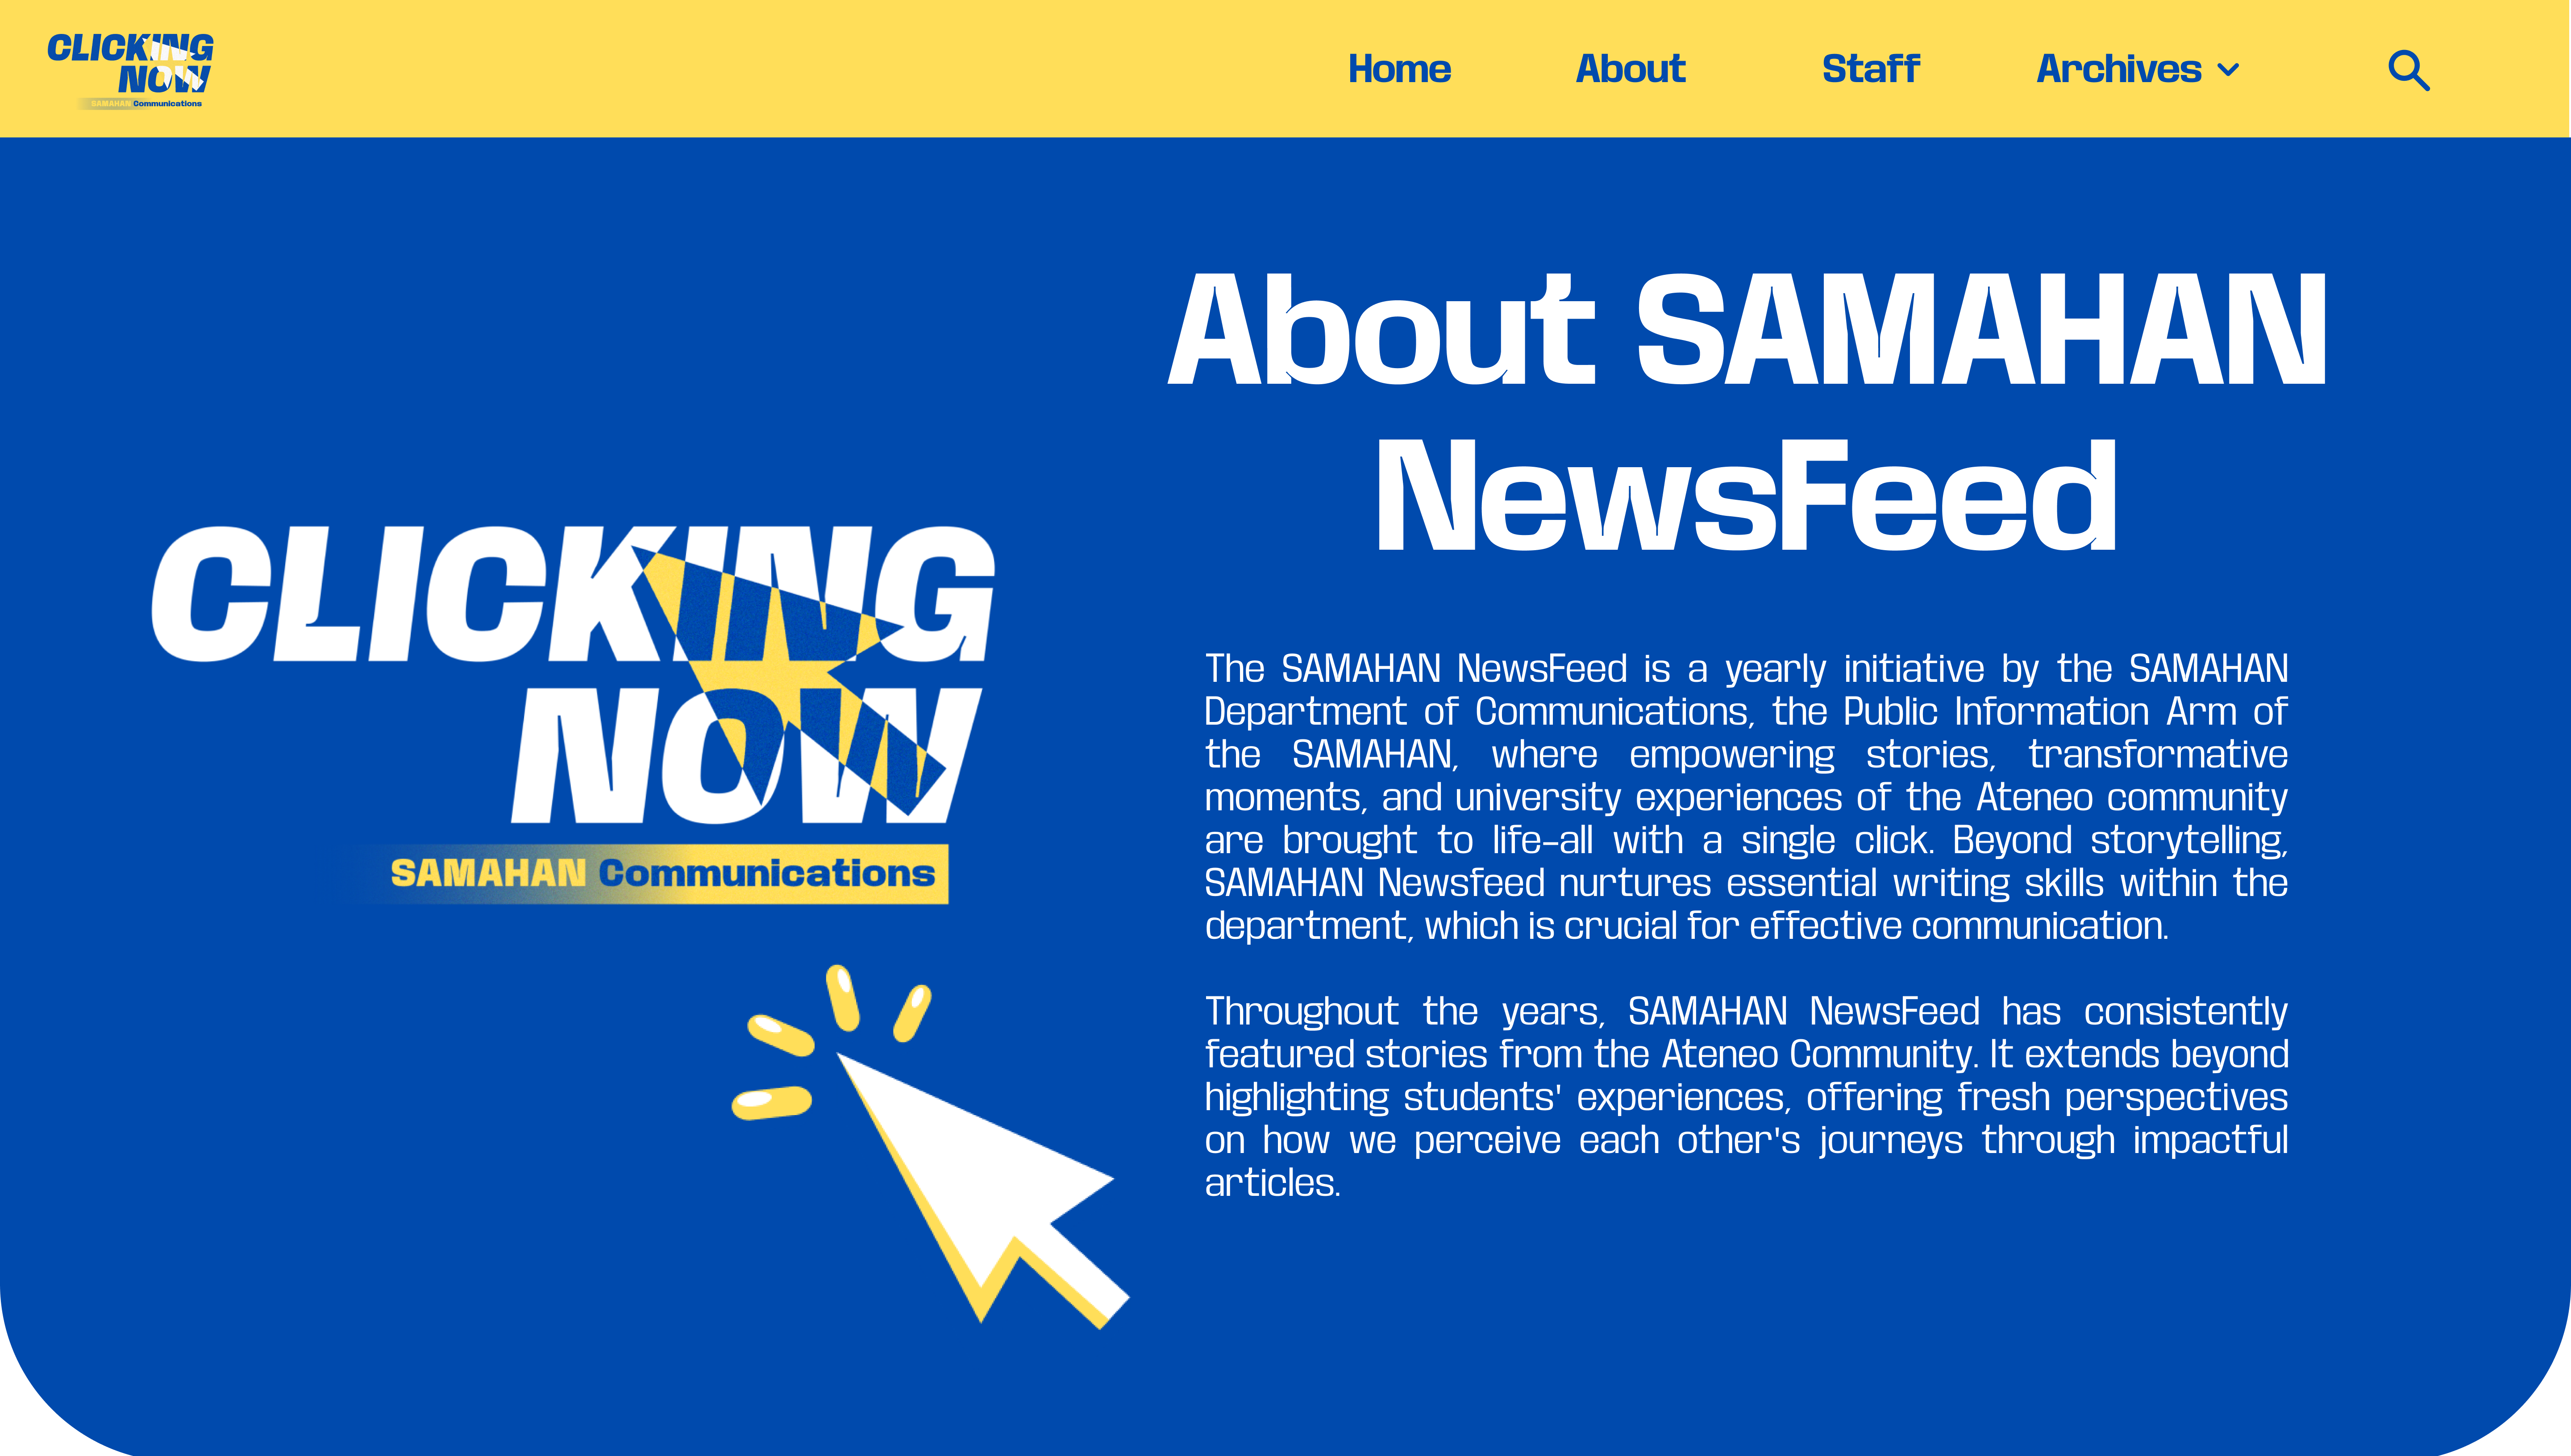 CLICKING
NOW
SAMAHAN Communications
Home About Staff Archives
About SAMAHAN
NewsFeed
CLICKING
NOW
SAMAHAN Communications
The SAMAHAN NewsFeed is a yearly initiative by the SAMAHAN
Department of Communications, the Public Information Arm of
the SAMAHAN, where empowering stories, transformative
moments, and university experiences of the Ateneo community
are brought to life–all with a single click. Beyond storytelling,
SAMAHAN Newsfeed nurtures essential writing skills within the
department, which is crucial for effective communication.
Throughout the years, SAMAHAN NewsFeed has consistently
featured stories from the Ateneo Community. It extends beyond
highlighting students' experiences, offering fresh perspectives
on how we perceive each other's journeys through impactful
articles.